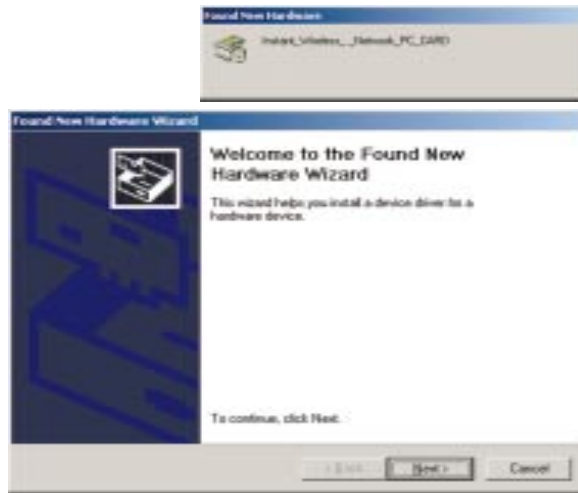 Found New Hardware
Instant_Wireless__Network_PC_CARD
Found New Hardware Wizard
Welcome to the Found New
Hardware Wizard
This wizard helps you install a device driver for a
hardware device.
To continue, click Next.
< Back
Next >
Cancel